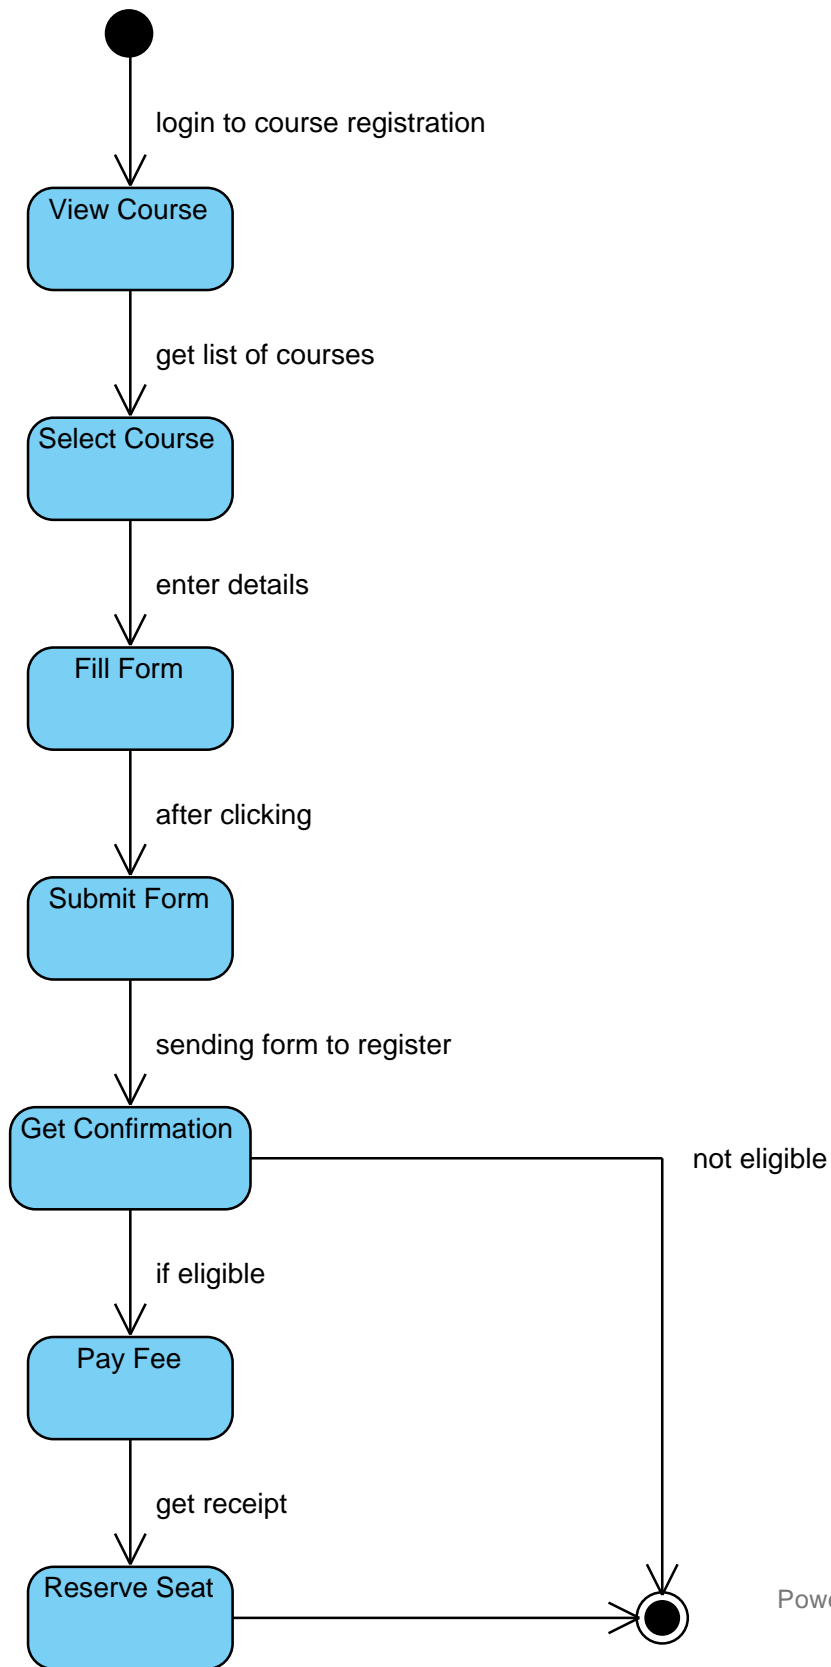 login to course registration
View Course
get list of courses
Select Course
enter details
Fill Form
after clicking
Submit Form
sending form to register
Get Confirmation
not eligible
if eligible
Pay Fee
get receipt
Reserve Seat